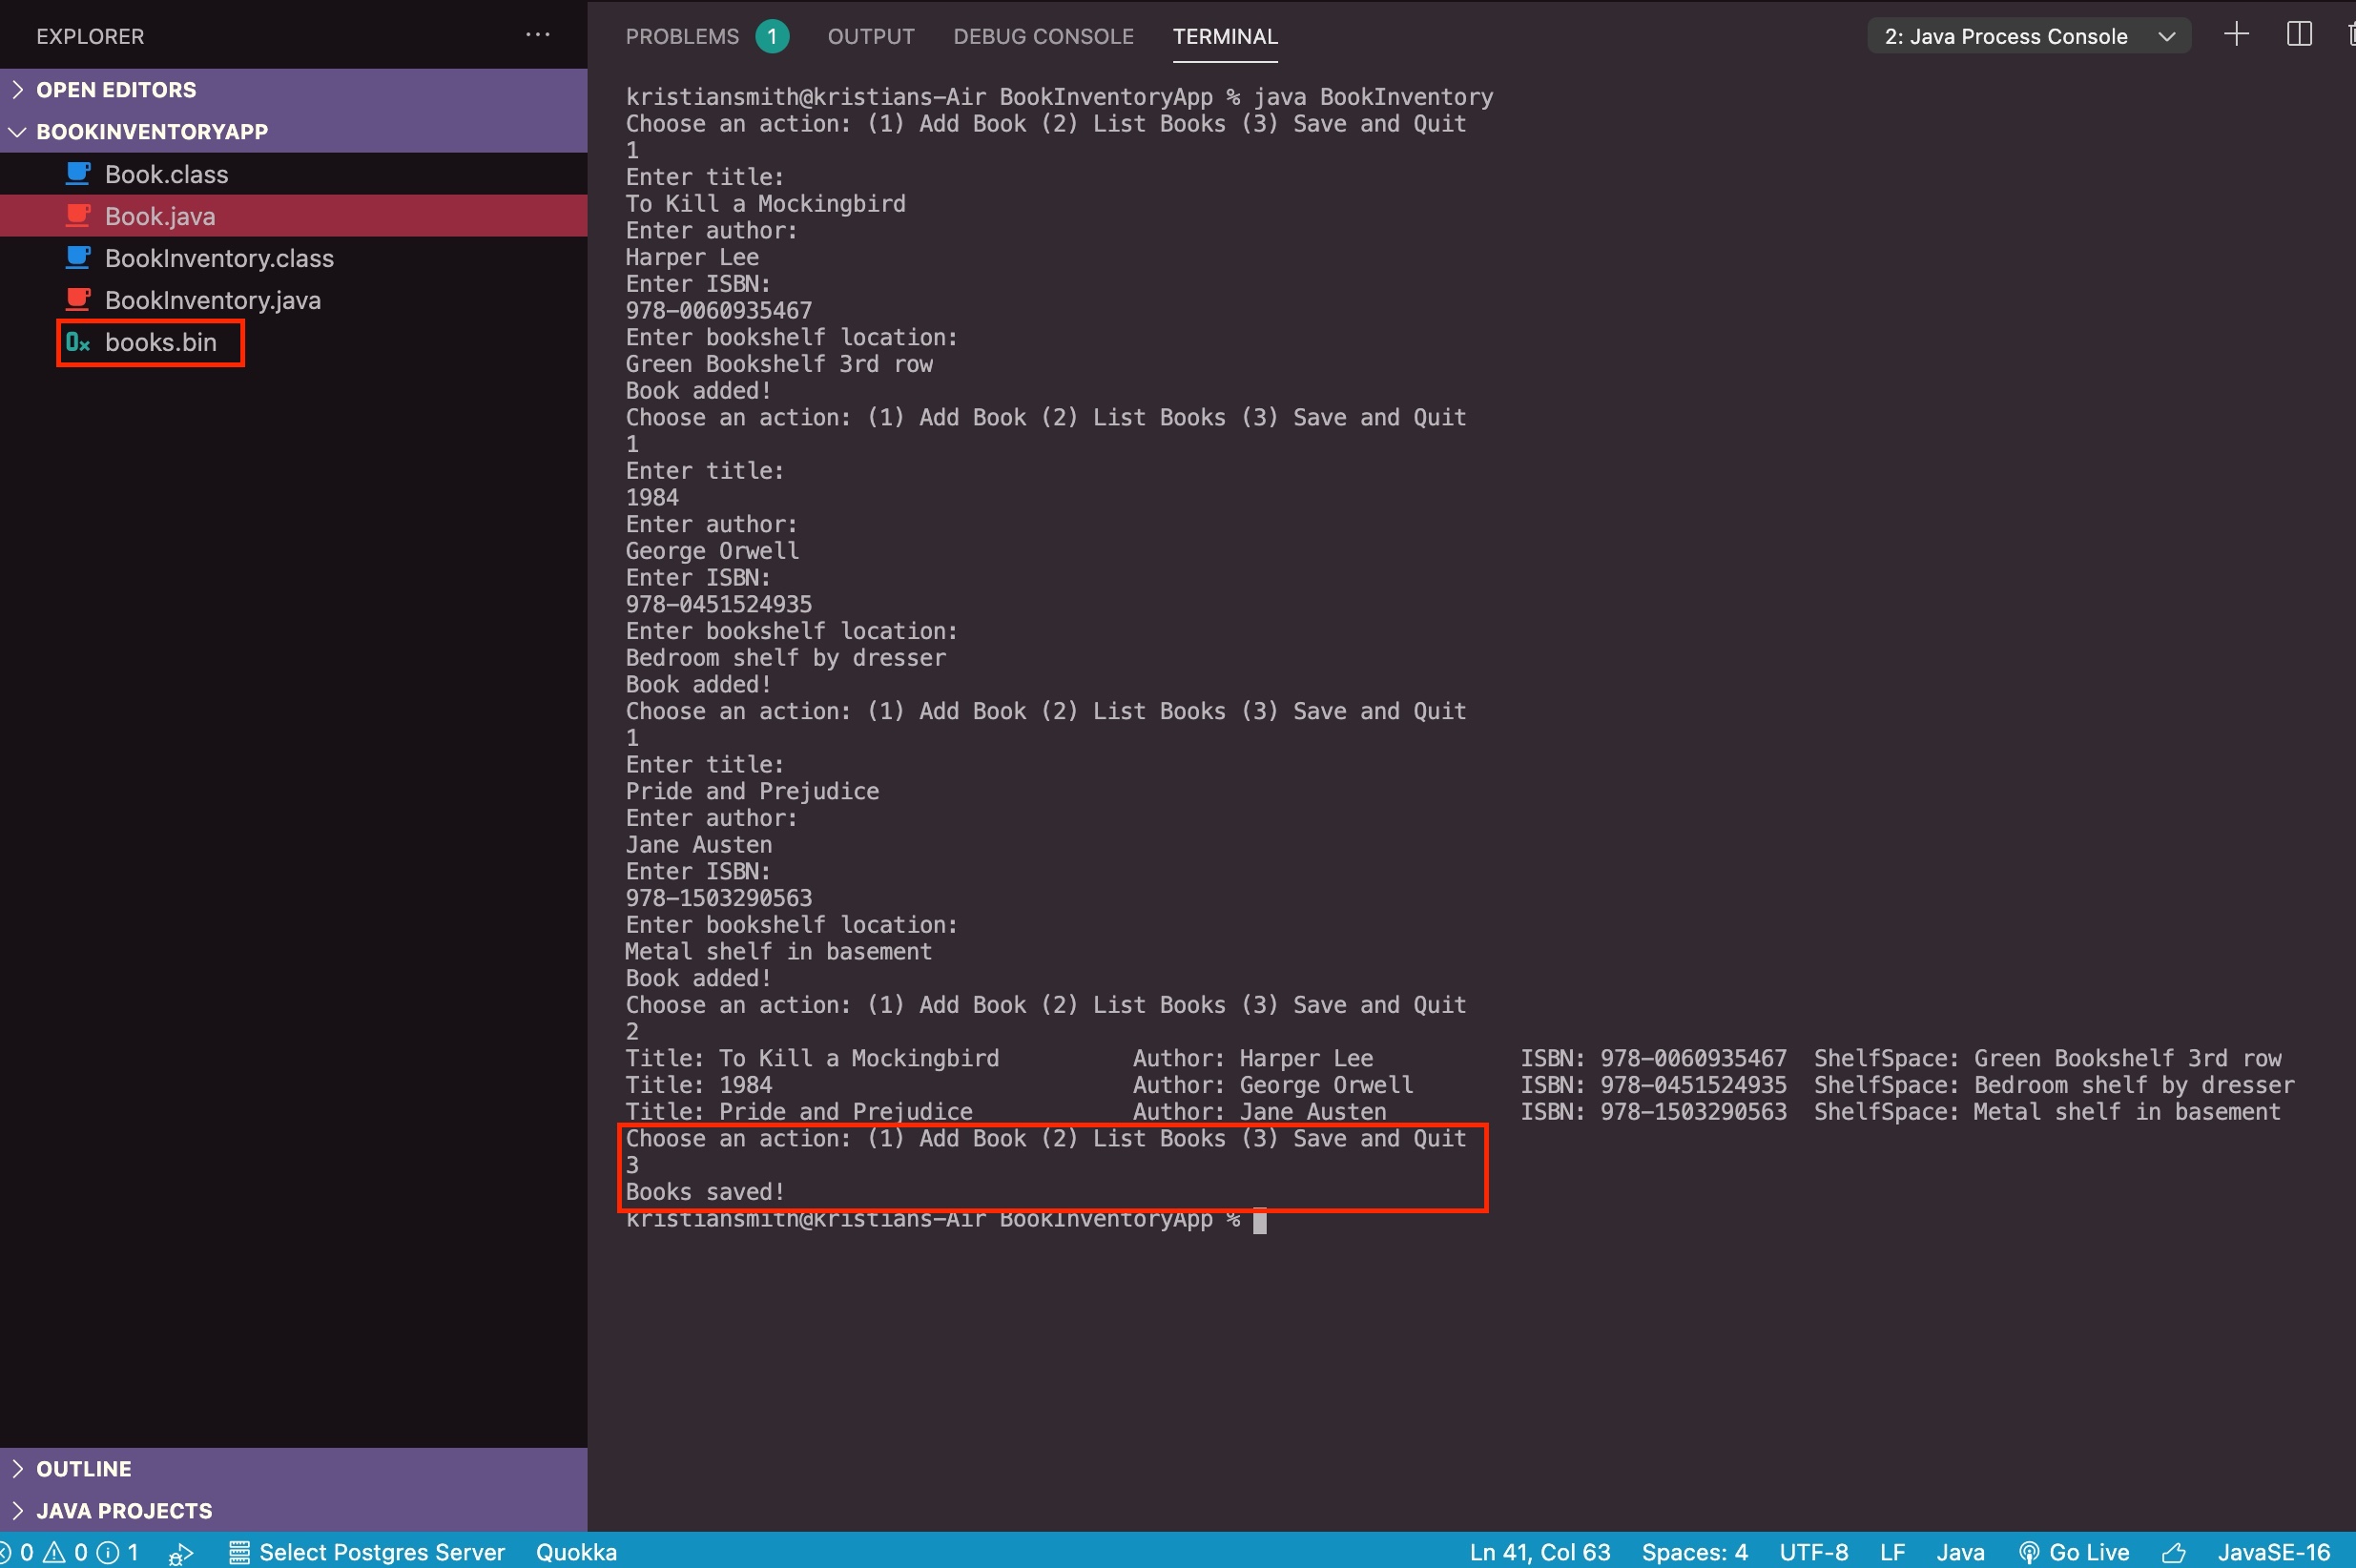 EXPLORER
OPEN EDITORS
BOOKINVENTORYAPP
Book.class
Book.java
BookInventory.class
BookInventory.java
books.bin
OUTLINE
JAVA PROJECTS
PROBLEMS 1 OUTPUT DEBUG CONSOLE TERMINAL 2: Java Process Console
kristiansmith@kristians-Air BookInventoryApp % java BookInventory
Choose an action: (1) Add Book (2) List Books (3) Save and Quit
1
Enter title:
To Kill a Mockingbird
Enter author:
Harper Lee
Enter ISBN:
978-0060935467
Enter bookshelf location:
Green Bookshelf 3rd row
Book added!
Choose an action: (1) Add Book (2) List Books (3) Save and Quit
1
Enter title:
1984
Enter author:
George Orwell
Enter ISBN:
978-0451524935
Enter bookshelf location:
Bedroom shelf by dresser
Book added!
Choose an action: (1) Add Book (2) List Books (3) Save and Quit
1
Enter title:
Pride and Prejudice
Enter author:
Jane Austen
Enter ISBN:
978-1503290563
Enter bookshelf location:
Metal shelf in basement
Book added!
Choose an action: (1) Add Book (2) List Books (3) Save and Quit
2
Title: To Kill a Mockingbird Author: Harper Lee ISBN: 978-0060935467 ShelfSpace: Green Bookshelf 3rd row
Title: 1984 Author: George Orwell ISBN: 978-0451524935 ShelfSpace: Bedroom shelf by dresser
Title: Pride and Prejudice Author: Jane Austen ISBN: 978-1503290563 ShelfSpace: Metal shelf in basement
Choose an action: (1) Add Book (2) List Books (3) Save and Quit
3
Books saved!
kristiansmith@kristians-Air BookInventoryApp %
0 0 1 Select Postgres Server Quokka Ln 41, Col 63 Spaces: 4 UTF-8 LF Java Go Live JavaSE-16